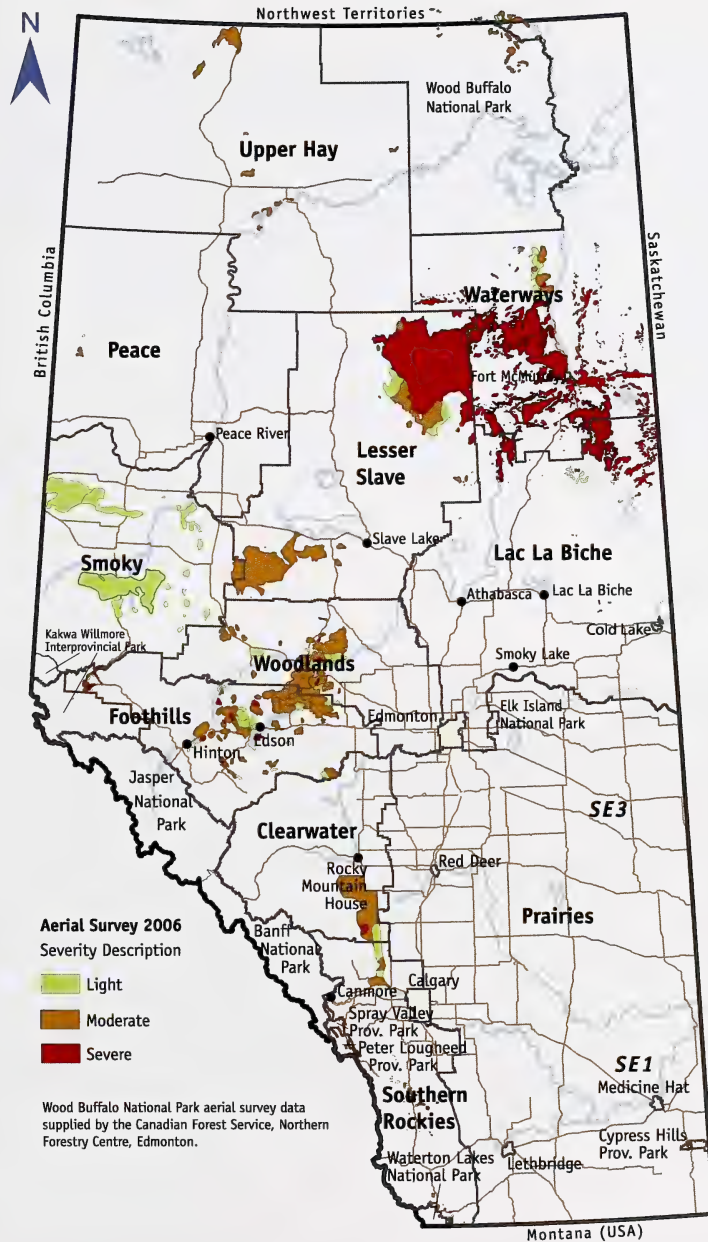 Northwest Territories
N
Wood Buffalo
National Park
Upper Hay
British Columbia
Saskatchewan
Waterways
Peace
Fort McMurray
Peace River
Lesser
Slave
Slave Lake
Lac La Biche
Smoky
Athabasca
Lac La Biche
Cold Lake
Kakwa Willmore
Interprovincial Park
Woodlands
Smoky Lake
Foothills
Edmonton
Elk Island
National Park
Edson
Hinton
Jasper
National
Park
SE3
Clearwater
Rocky
Mountain
House
Red Deer
Prairies
Aerial Survey 2006
Severity Description
Light
Moderate
Severe
Banff
National
Park
Canmore
Calgary
Spray Valley
Prov. Park
Peter Lougheed
Prov. Park
SE1
Medicine Hat
Southern
Rockies
Wood Buffalo National Park aerial survey data
supplied by the Canadian Forest Service, Northern
Forestry Centre, Edmonton.
Cypress Hills
Prov. Park
Waterton Lakes
National Park
Lethbridge
Montana (USA)